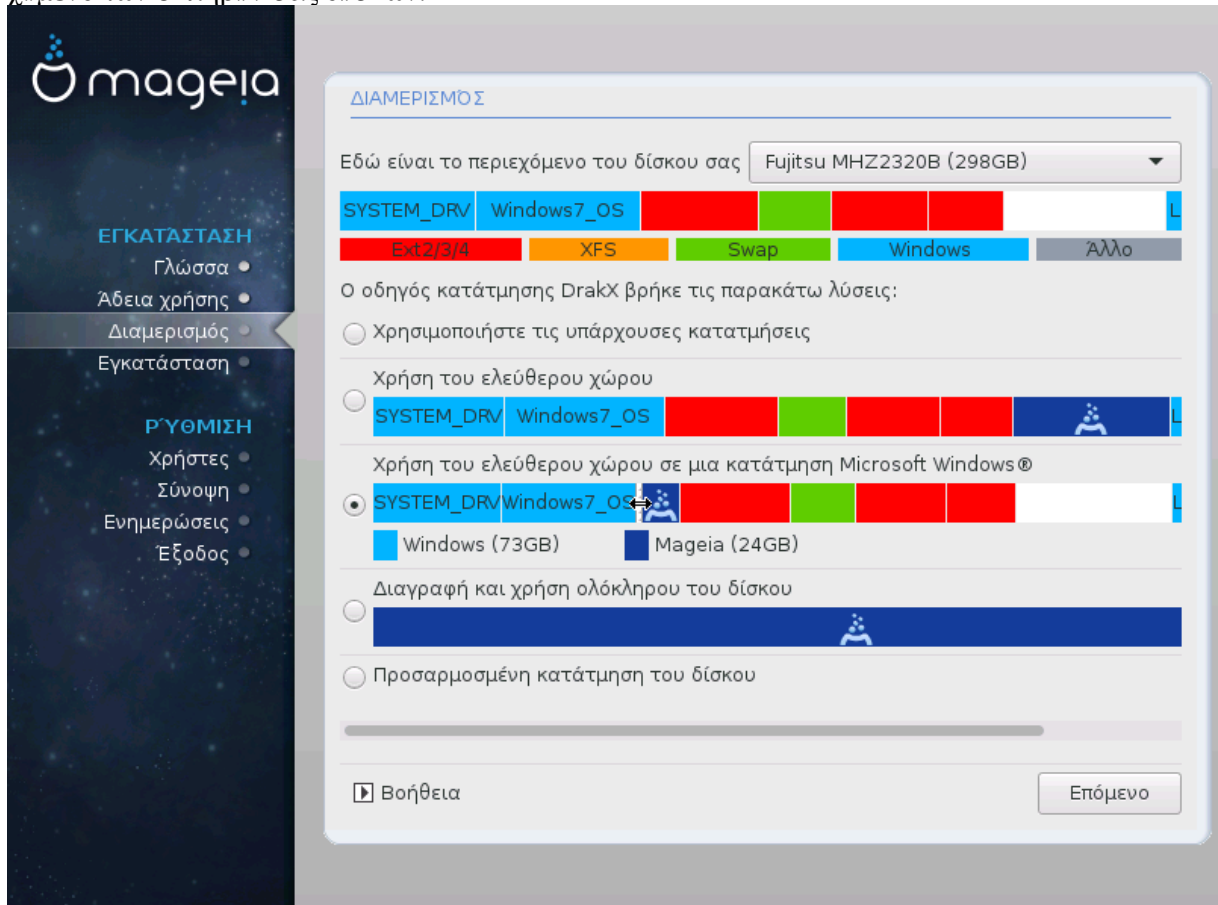 mageia
ΕΓΚΑΤΆΣΤΑΣΗ
Γλώσσα
Άδεια χρήσης
Διαμερισμός
Εγκατάσταση
ΡΎΘΜΙΣΗ
Χρήστες
Σύνοψη
Ενημερώσεις
Έξοδος
ΔΙΑΜΕΡΙΣΜΌΣ
Εδώ είναι το περιεχόμενο του δίσκου σας Fujitsu MHZ2320B (298GB)
SYSTEM_DRV Windows7_OS L
Ext2/3/4 XFS Swap Windows Άλλο
Ο οδηγός κατάτμησης DrakX βρήκε τις παρακάτω λύσεις:
Χρησιμοποιήστε τις υπάρχουσες κατατμήσεις
Χρήση του ελεύθερου χώρου
SYSTEM_DRV Windows7_OS L
Χρήση του ελεύθερου χώρου σε μια κατάτμηση Microsoft Windows®
SYSTEM_DRV Windows7_OS L
Windows (73GB) Mageia (24GB)
Διαγραφή και χρήση ολόκληρου του δίσκου
Προσαρμοσμένη κατάτμηση του δίσκου
Βοήθεια
Επόμενο